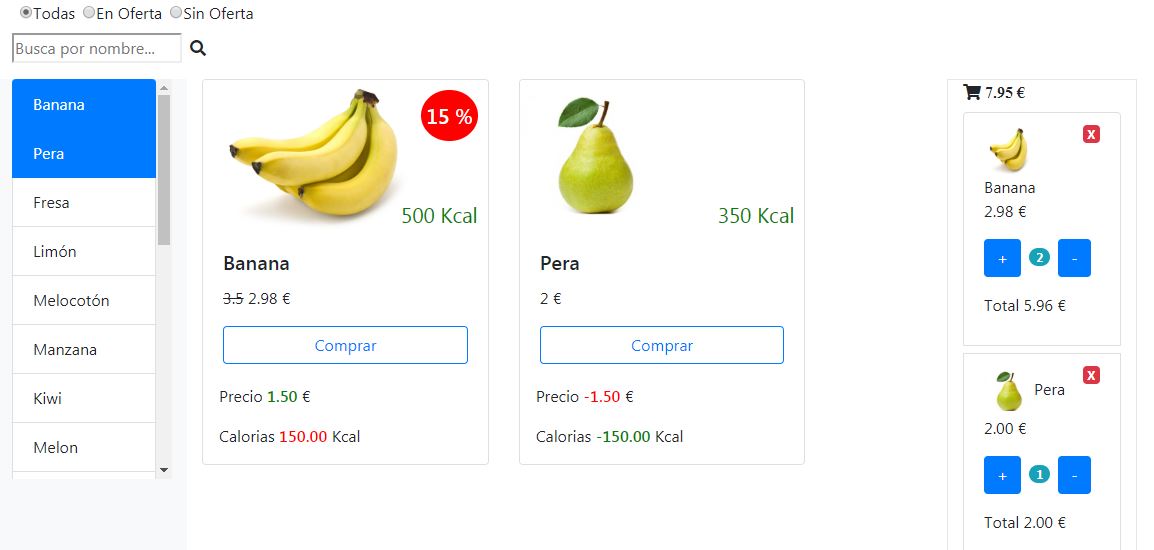 Todas En Oferta Sin Oferta
Busca por nombre...
Banana
Pera
Fresa
Limón
Melocotón
Manzana
Kiwi
Melon
15 %
500 Kcal
Banana
3.5 2.98 €
Comprar
Precio 1.50 €
Calorias 150.00 Kcal
350 Kcal
Pera
2 €
Comprar
Precio -1.50 €
Calorias -150.00 Kcal
7.95 €
X
Banana
2.98 €
+ 2 -
Total 5.96 €
X
Pera
2.00 €
+ 1 -
Total 2.00 €